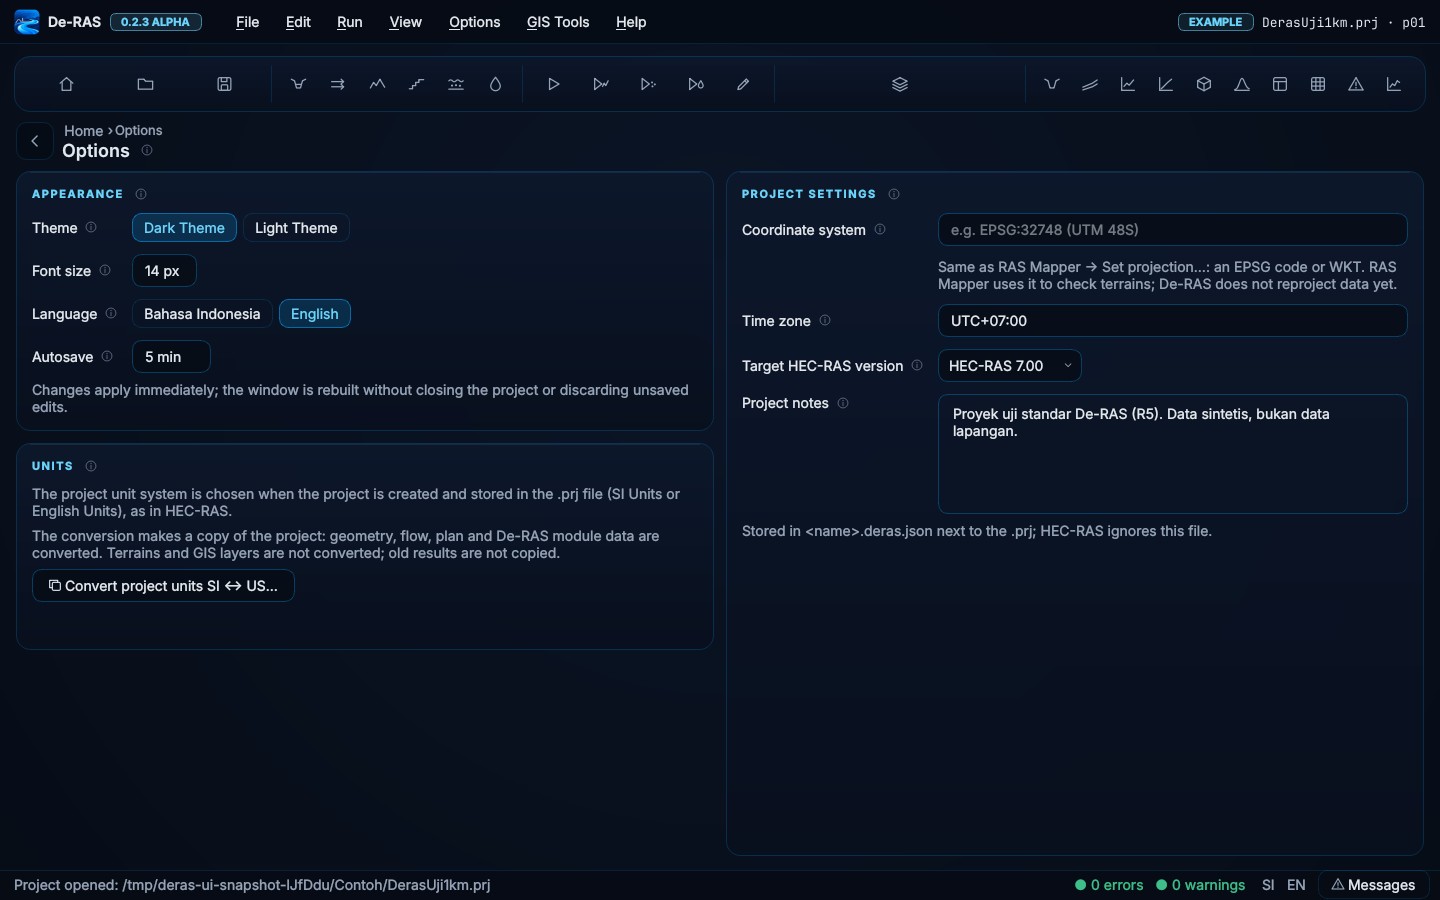 De-RAS 0.2.3 ALPHA File Edit Run View Options GIS Tools Help EXAMPLE DerasUji1km.prj · p01
Home › Options
Options
APPEARANCE
Theme Dark Theme Light Theme
Font size 14 px
Language Bahasa Indonesia English
Autosave 5 min
Changes apply immediately; the window is rebuilt without closing the project or discarding unsaved
edits.
UNITS
The project unit system is chosen when the project is created and stored in the .prj file (SI Units or
English Units), as in HEC-RAS.
The conversion makes a copy of the project: geometry, flow, plan and De-RAS module data are
converted. Terrains and GIS layers are not converted; old results are not copied.
Convert project units SI ↔ US...
PROJECT SETTINGS
Coordinate system e.g. EPSG:32748 (UTM 48S)
Same as RAS Mapper → Set projection...: an EPSG code or WKT. RAS
Mapper uses it to check terrains; De-RAS does not reproject data yet.
Time zone UTC+07:00
Target HEC-RAS version HEC-RAS 7.00
Project notes Proyek uji standar De-RAS (R5). Data sintetis, bukan data
lapangan.
Stored in <name>.deras.json next to the .prj; HEC-RAS ignores this file.
Project opened: /tmp/deras-ui-snapshot-IJfDdu/Contoh/DerasUji1km.prj 0 errors 0 warnings SI EN Messages